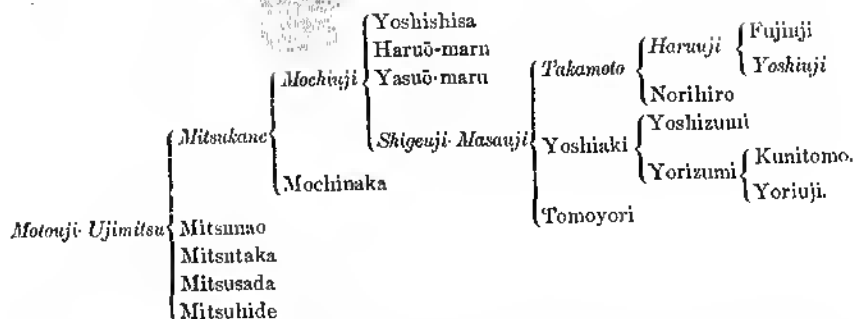 Yoshishisa
Haruō-maru
Mochiuji Yasuō-maru
Shigeuji-Masauji
Mitsukane
Mochinaka
Takamoto
Haruuji
Fujiuji
Yoshiuji
Norihiro
Yoshiaki
Yoshizumi
Yorizumi
Kunitomo.
Yoriuji.
Tomoyori
Motouji-Ujimitsu
Mitsunao
Mitsutaka
Mitsusada
Mitsuhide